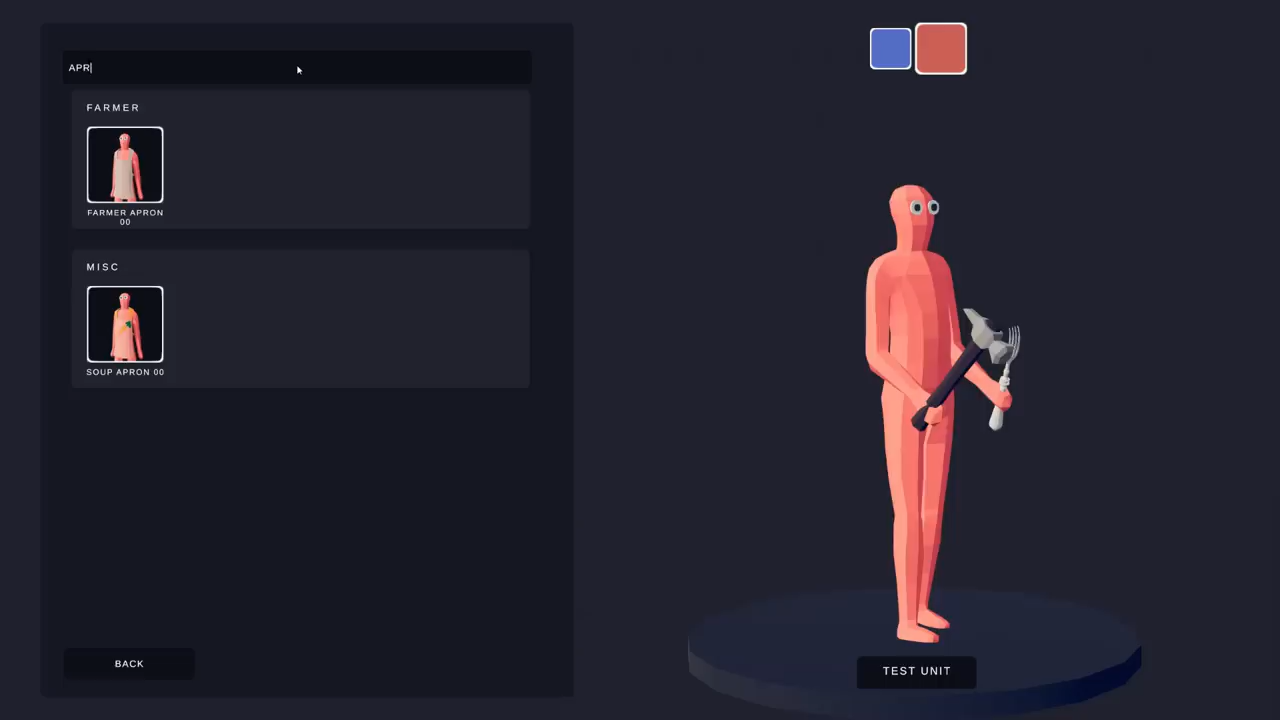 APR
FARMER
FARMER APRON
00
MISC
SOUP APRON 00
BACK
TEST UNIT